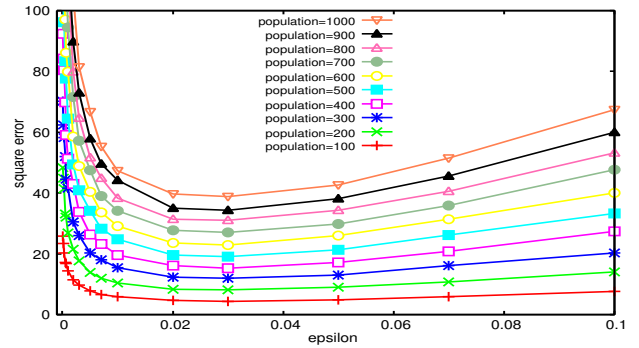 100
80
60
40
20
0
square error
population=1000
population=900
population=800
population=700
population=600
population=500
population=400
population=300
population=200
population=100
0 0.02 0.04 0.06 0.08 0.1
epsilon